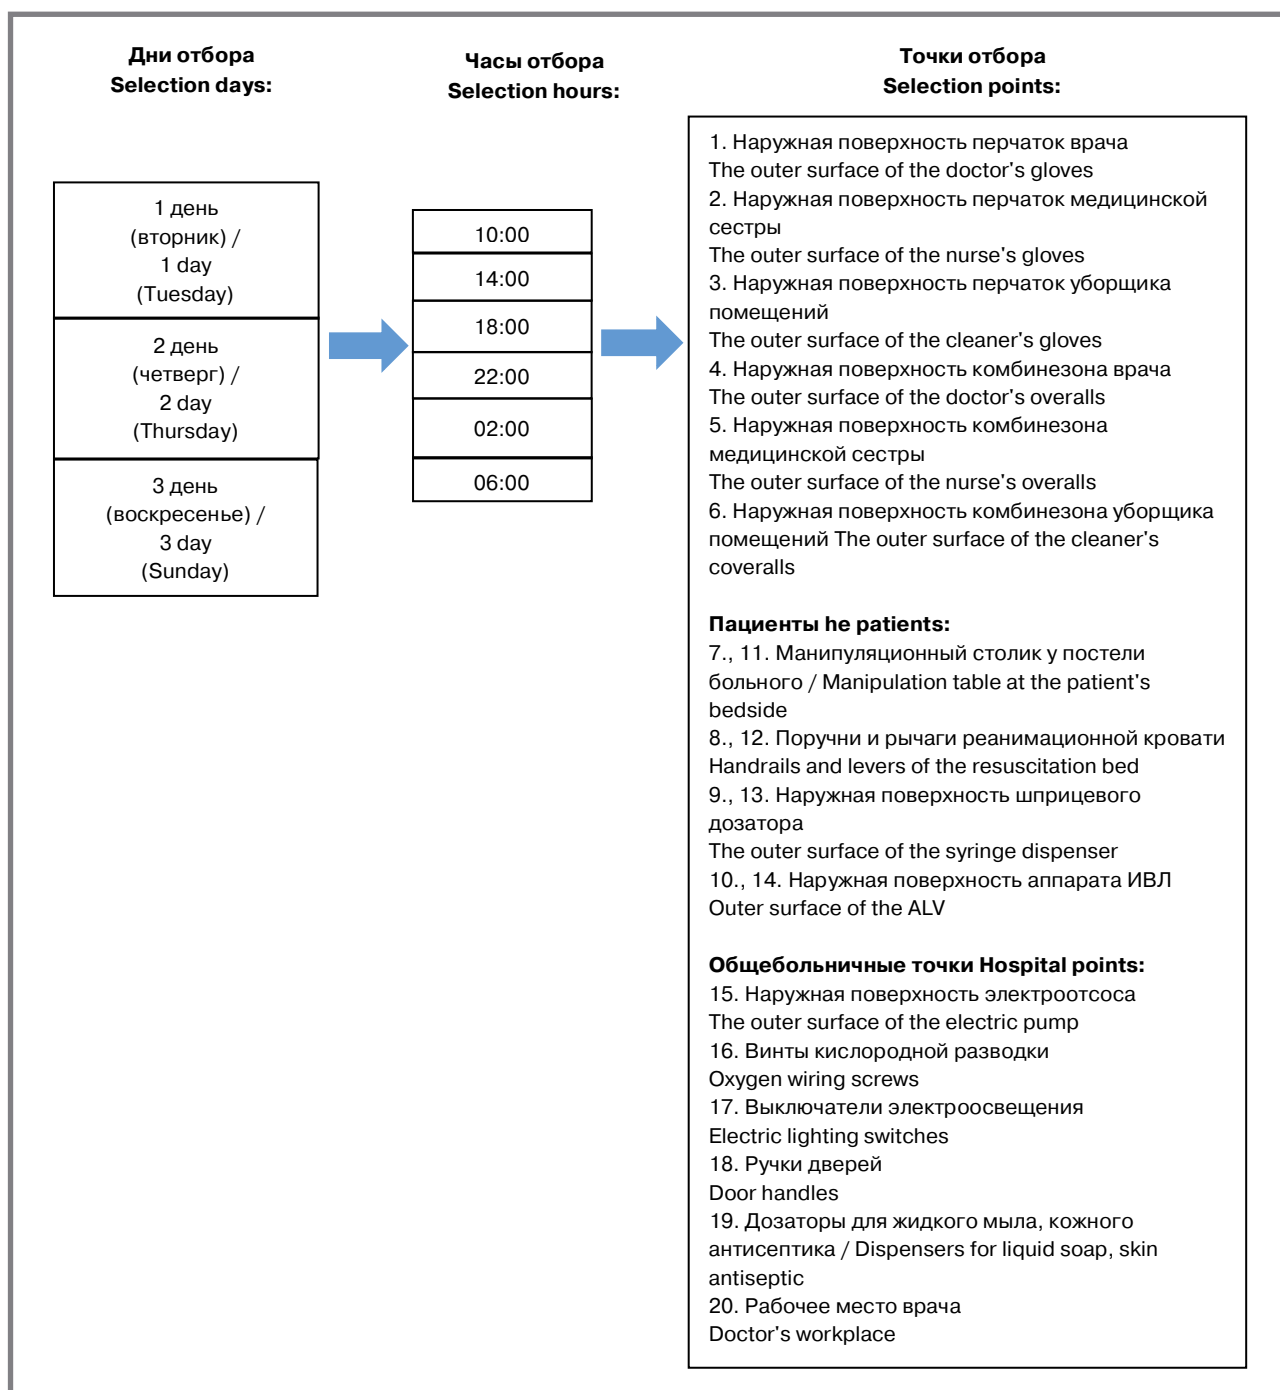 Дни отбора
Selection days:
Часы отбора
Selection hours:
Точки отбора
Selection points:
1 день
(вторник) /
1 day
(Tuesday)
2 день
(четверг) /
2 day
(Thursday)
3 день
(воскресенье) /
3 day
(Sunday)
10:00
14:00
18:00
22:00
02:00
06:00
1. Наружная поверхность перчаток врача
The outer surface of the doctor's gloves
2. Наружная поверхность перчаток медицинской
сестры
The outer surface of the nurse's gloves
3. Наружная поверхность перчаток уборщика
помещений
The outer surface of the cleaner's gloves
4. Наружная поверхность комбинезона врача
The outer surface of the doctor's overalls
5. Наружная поверхность комбинезона
медицинской сестры
The outer surface of the nurse's overalls
6. Наружная поверхность комбинезона уборщика
помещений The outer surface of the cleaner's
coveralls
Пациенты he patients:
7., 11. Манипуляционный столик у постели
больного / Manipulation table at the patient's
bedside
8., 12. Поручни и рычаги реанимационной кровати
Handrails and levers of the resuscitation bed
9., 13. Наружная поверхность шприцевого
дозатора
The outer surface of the syringe dispenser
10., 14. Наружная поверхность аппарата ИВЛ
Outer surface of the ALV
Общебольничные точки Hospital points:
15. Наружная поверхность электроотсоса
The outer surface of the electric pump
16. Винты кислородной разводки
Oxygen wiring screws
17. Выключатели электроосвещения
Electric lighting switches
18. Ручки дверей
Door handles
19. Дозаторы для жидкого мыла, кожного
антисептика / Dispensers for liquid soap, skin
antiseptic
20. Рабочее место врача
Doctor's workplace